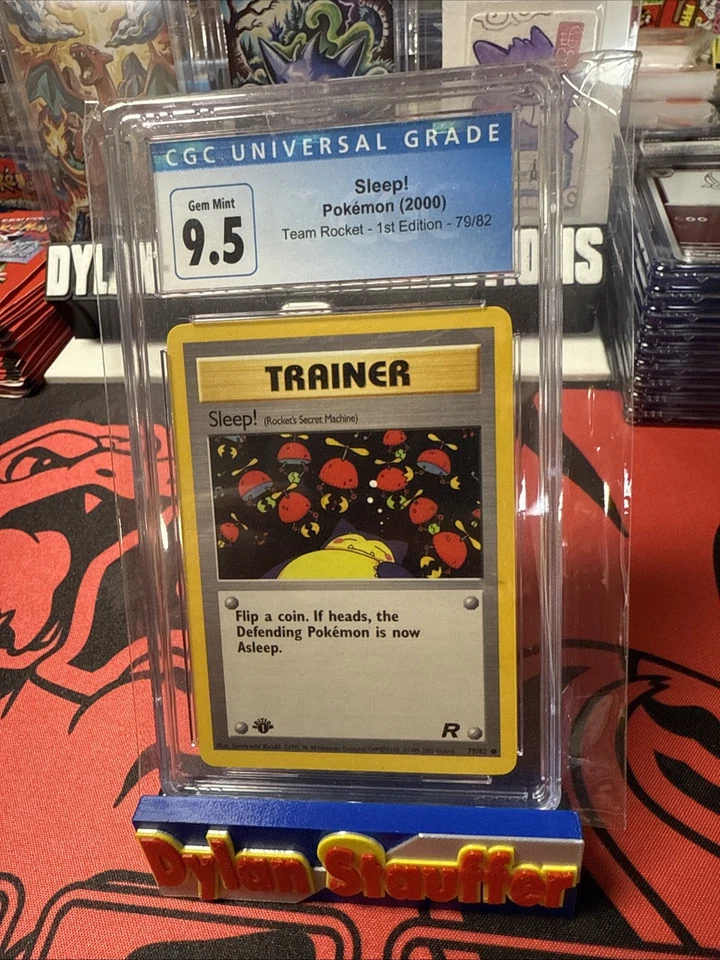 CGC UNIVERSAL GRADE
Gem Mint
9.5
Sleep!
Pokémon (2000)
Team Rocket - 1st Edition - 79/82
TRAINER
Sleep! (Rocket's Secret Machine)
Flip a coin. If heads, the
Defending Pokémon is now
Asleep.
1
R
79/82
Dylan Stauffer